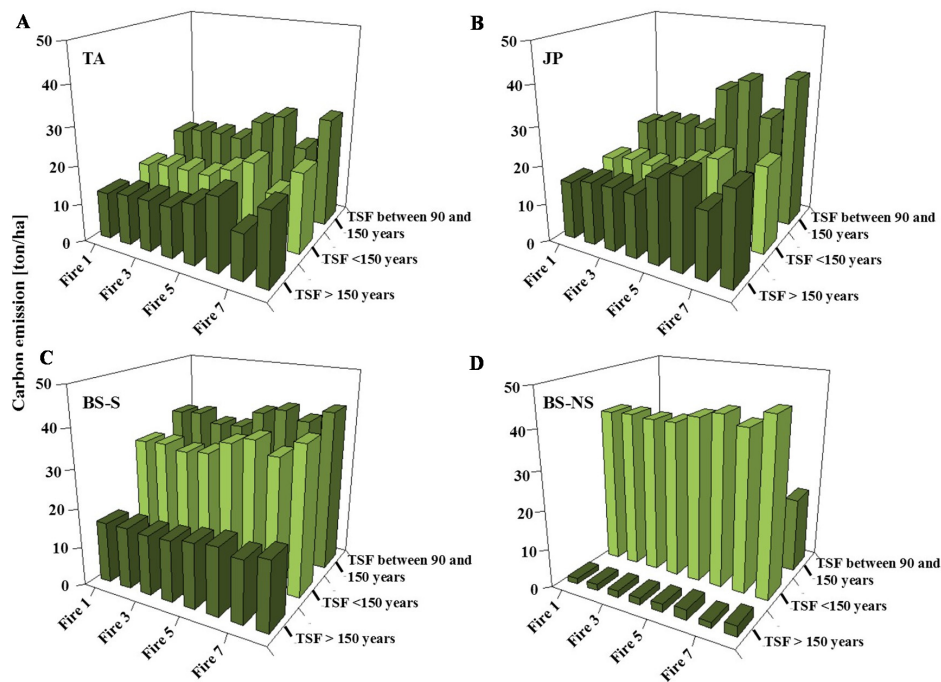 Carbon emission [ton/ha]
A
TA
50
40
30
20
10
0
Fire 1
Fire 3
Fire 5
Fire 7
TSF between 90 and
150 years
TSF <150 years
TSF > 150 years
B
JP
50
40
30
20
10
0
Fire 1
Fire 3
Fire 5
Fire 7
TSF between 90 and
150 years
TSF <150 years
TSF > 150 years
C
BS-S
50
40
30
20
10
0
Fire 1
Fire 3
Fire 5
Fire 7
TSF between 90 and
150 years
TSF <150 years
TSF > 150 years
D
BS-NS
50
40
30
20
10
0
Fire 1
Fire 3
Fire 5
Fire 7
TSF between 90 and
150 years
TSF <150 years
TSF > 150 years